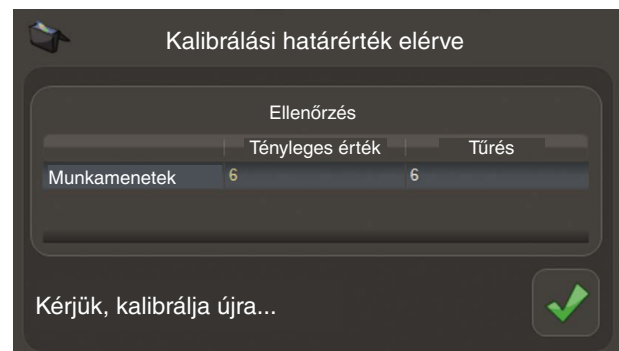 Kalibrálási határérték elérve
Ellenőrzés
Tényleges érték Tűrés
Munkamenetek 6 6
Kérjük, kalibrálja újra...